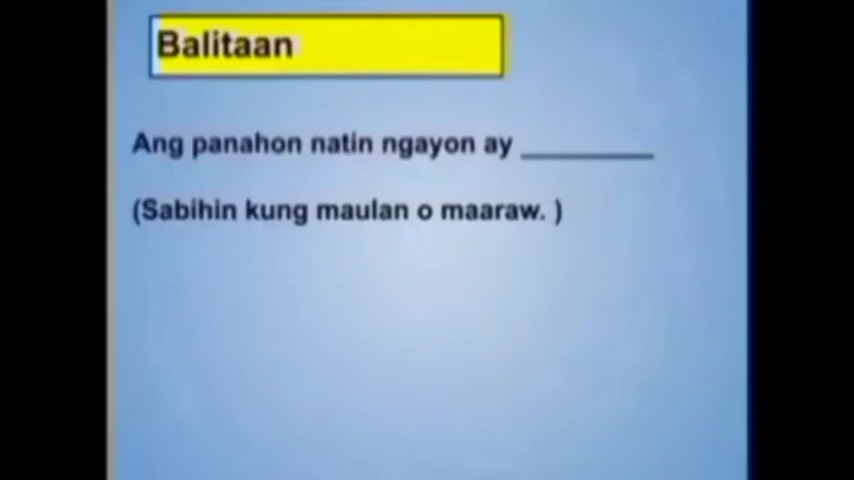 Balitaan
Ang panahon natin ngayon ay __________
(Sabihin kung maulan o maaraw. )